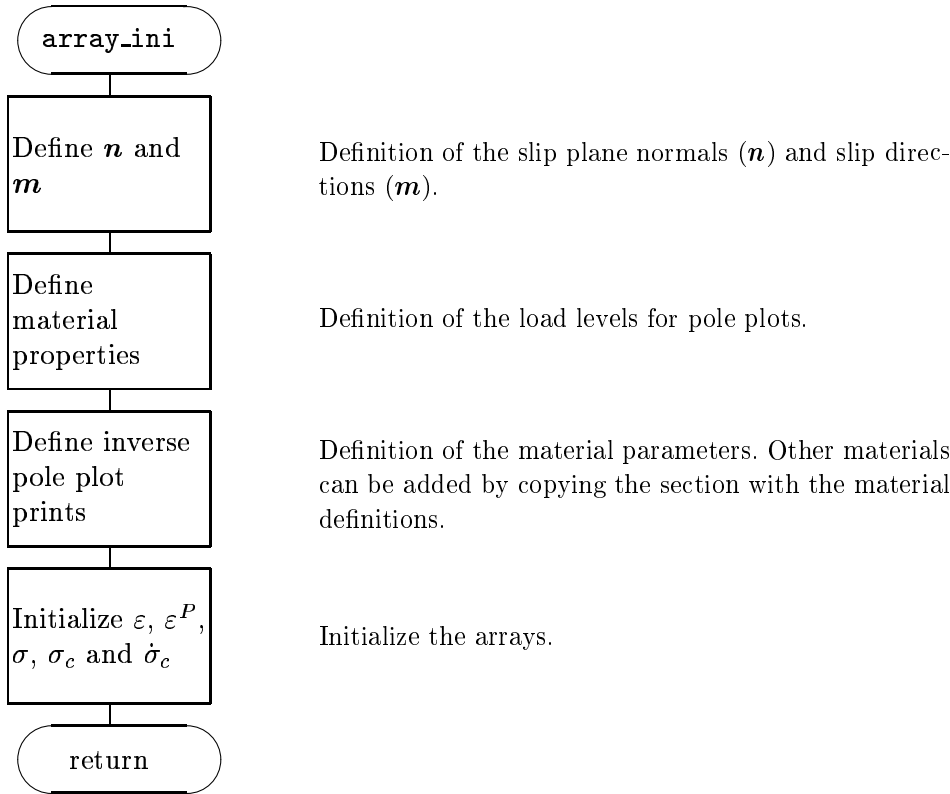 array_ini
Define n and
m
Definition of the slip plane normals (n) and slip direc-
tions (m).
Define
material
properties
Definition of the load levels for pole plots.
Define inverse
pole plot
prints
Definition of the material parameters. Other materials
can be added by copying the section with the material
definitions.
Initialize ε, ε^P,
σ, σ_c and σ̇_c
Initialize the arrays.
return